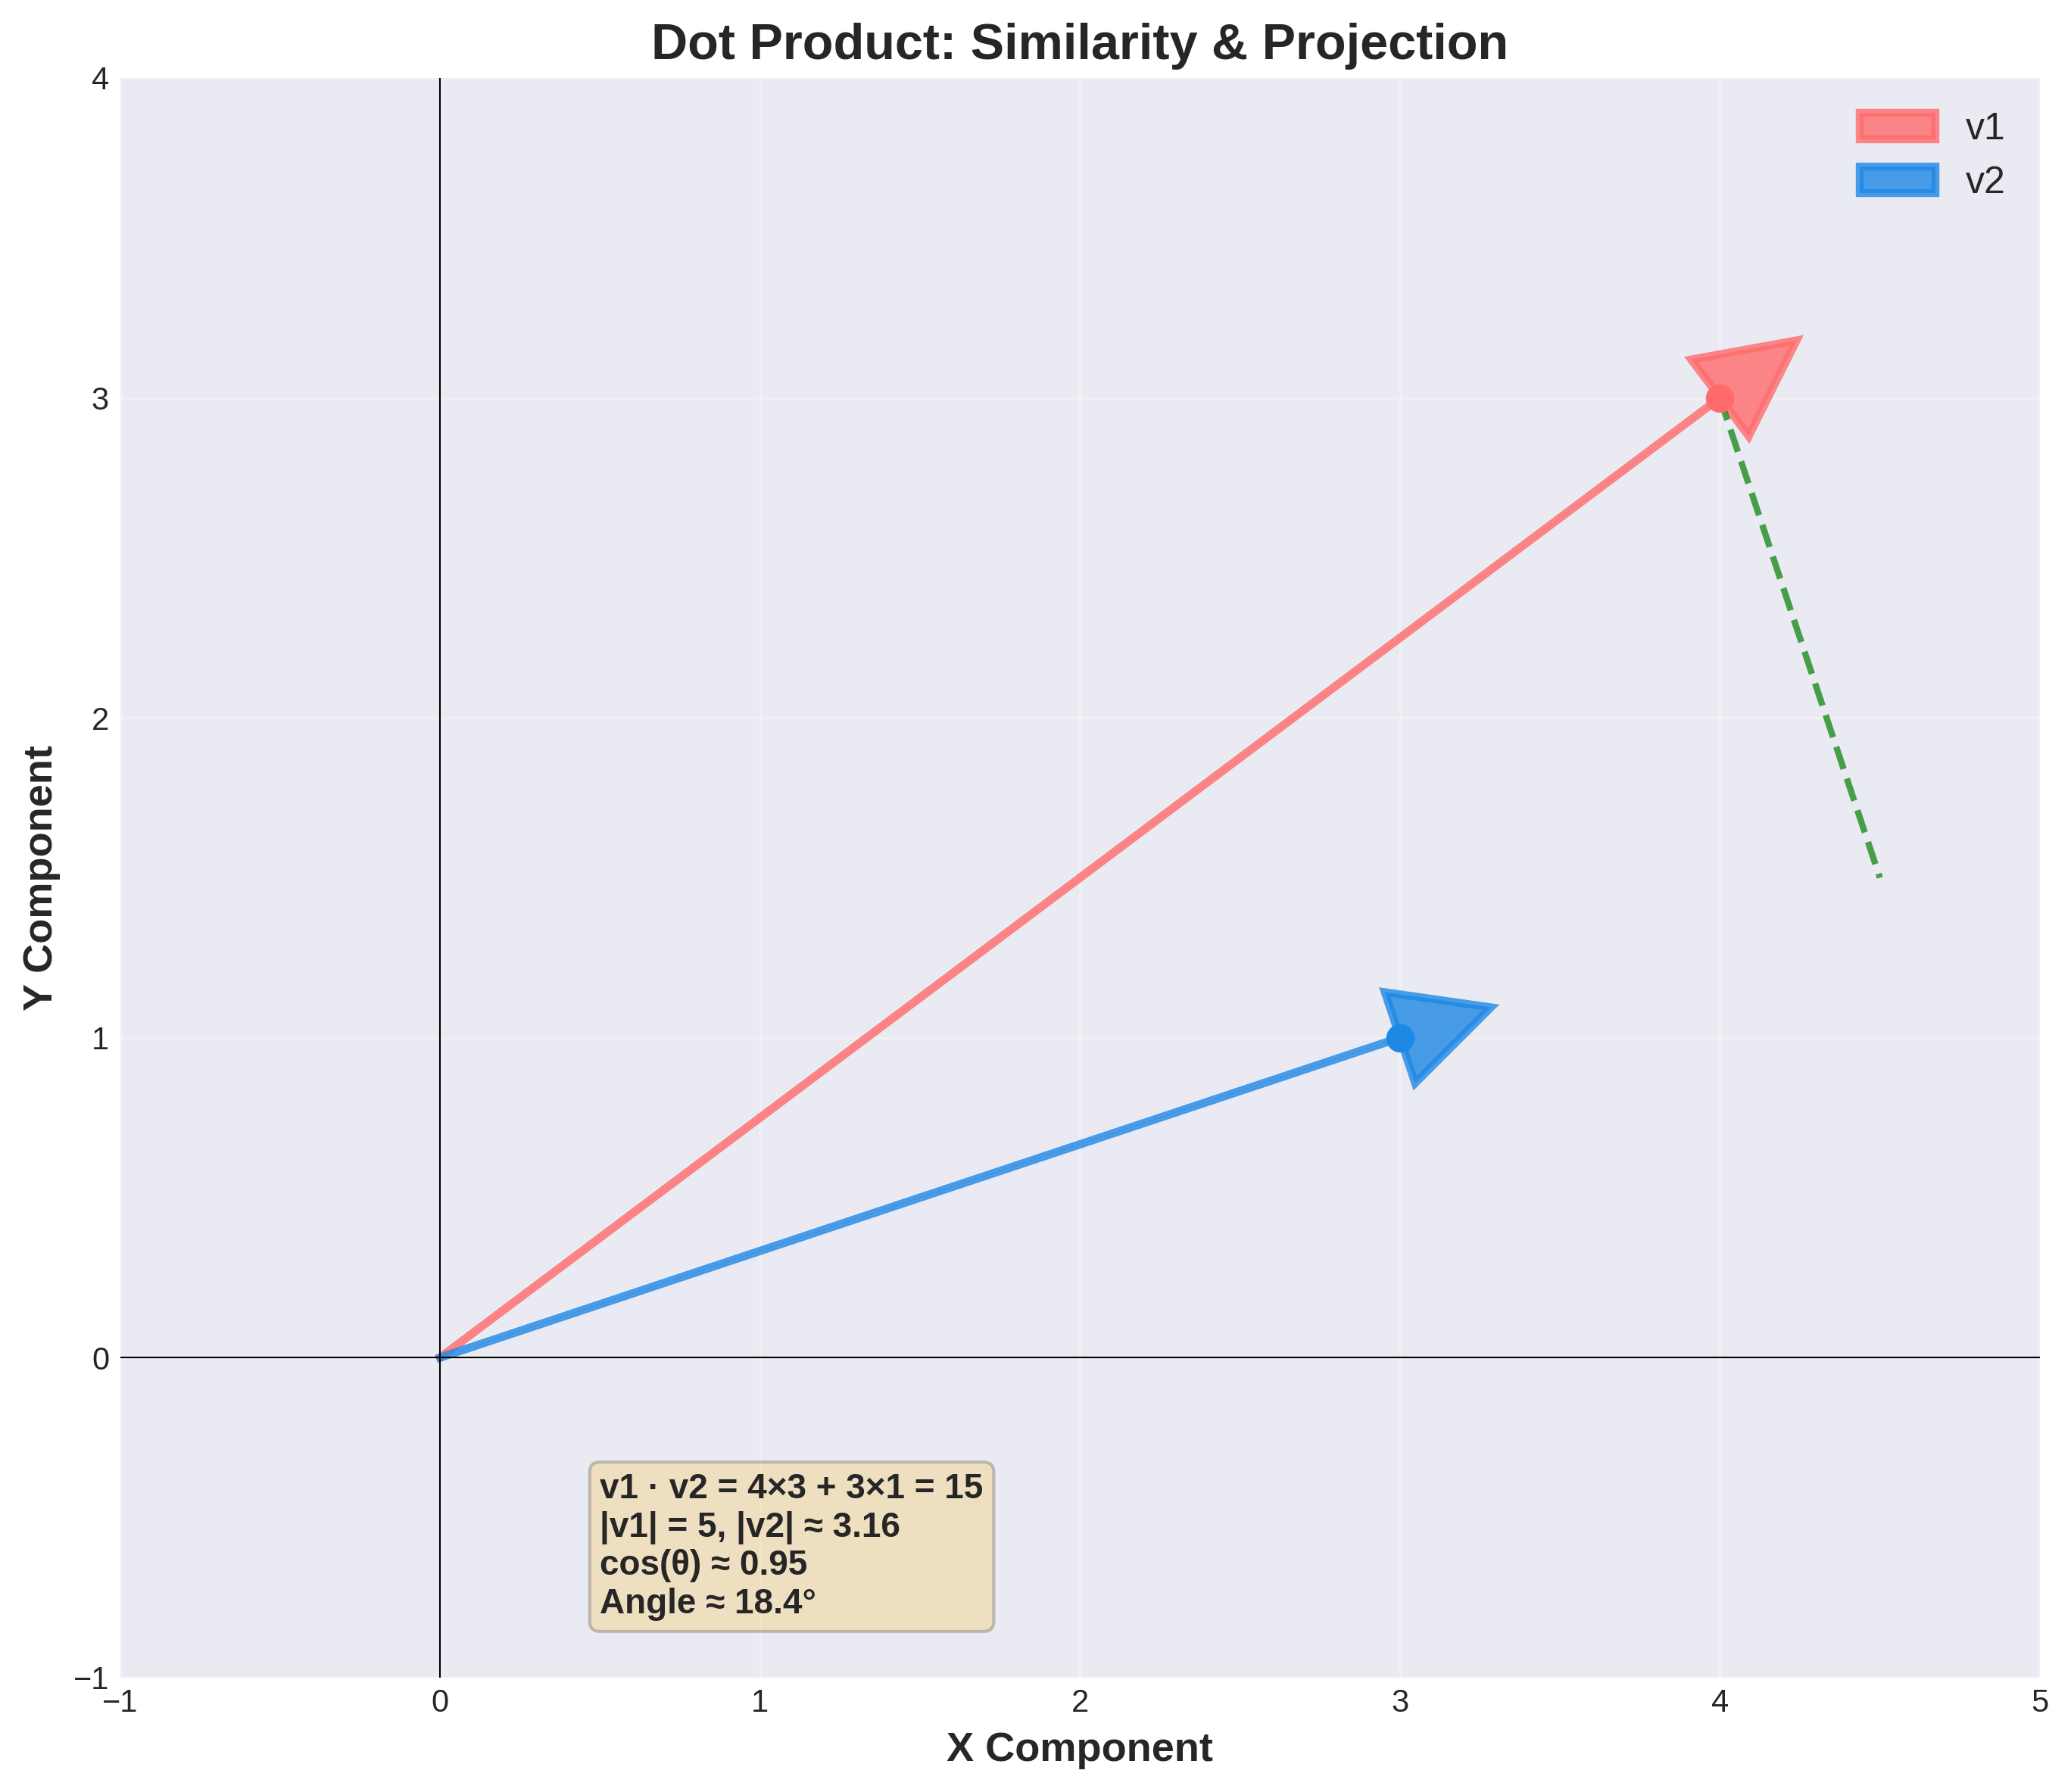 Dot Product: Similarity & Projection
v1
v2
4
3
2
1
0
−1
Y Component
v1 · v2 = 4×3 + 3×1 = 15
|v1| = 5, |v2| ≈ 3.16
cos(θ) ≈ 0.95
Angle ≈ 18.4°
−1 0 1 2 3 4 5
X Component